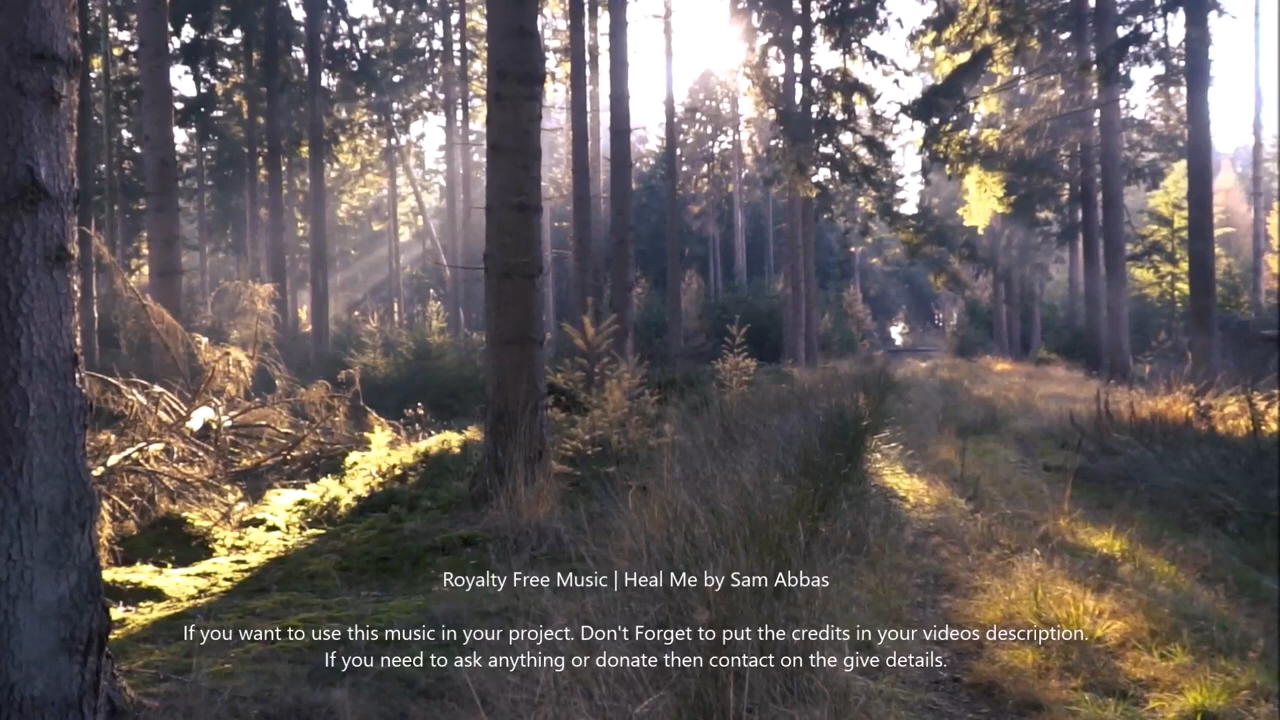 Royalty Free Music | Heal Me by Sam Abbas
If you want to use this music in your project. Don't Forget to put the credits in your videos description.
If you need to ask anything or donate then contact on the give details.